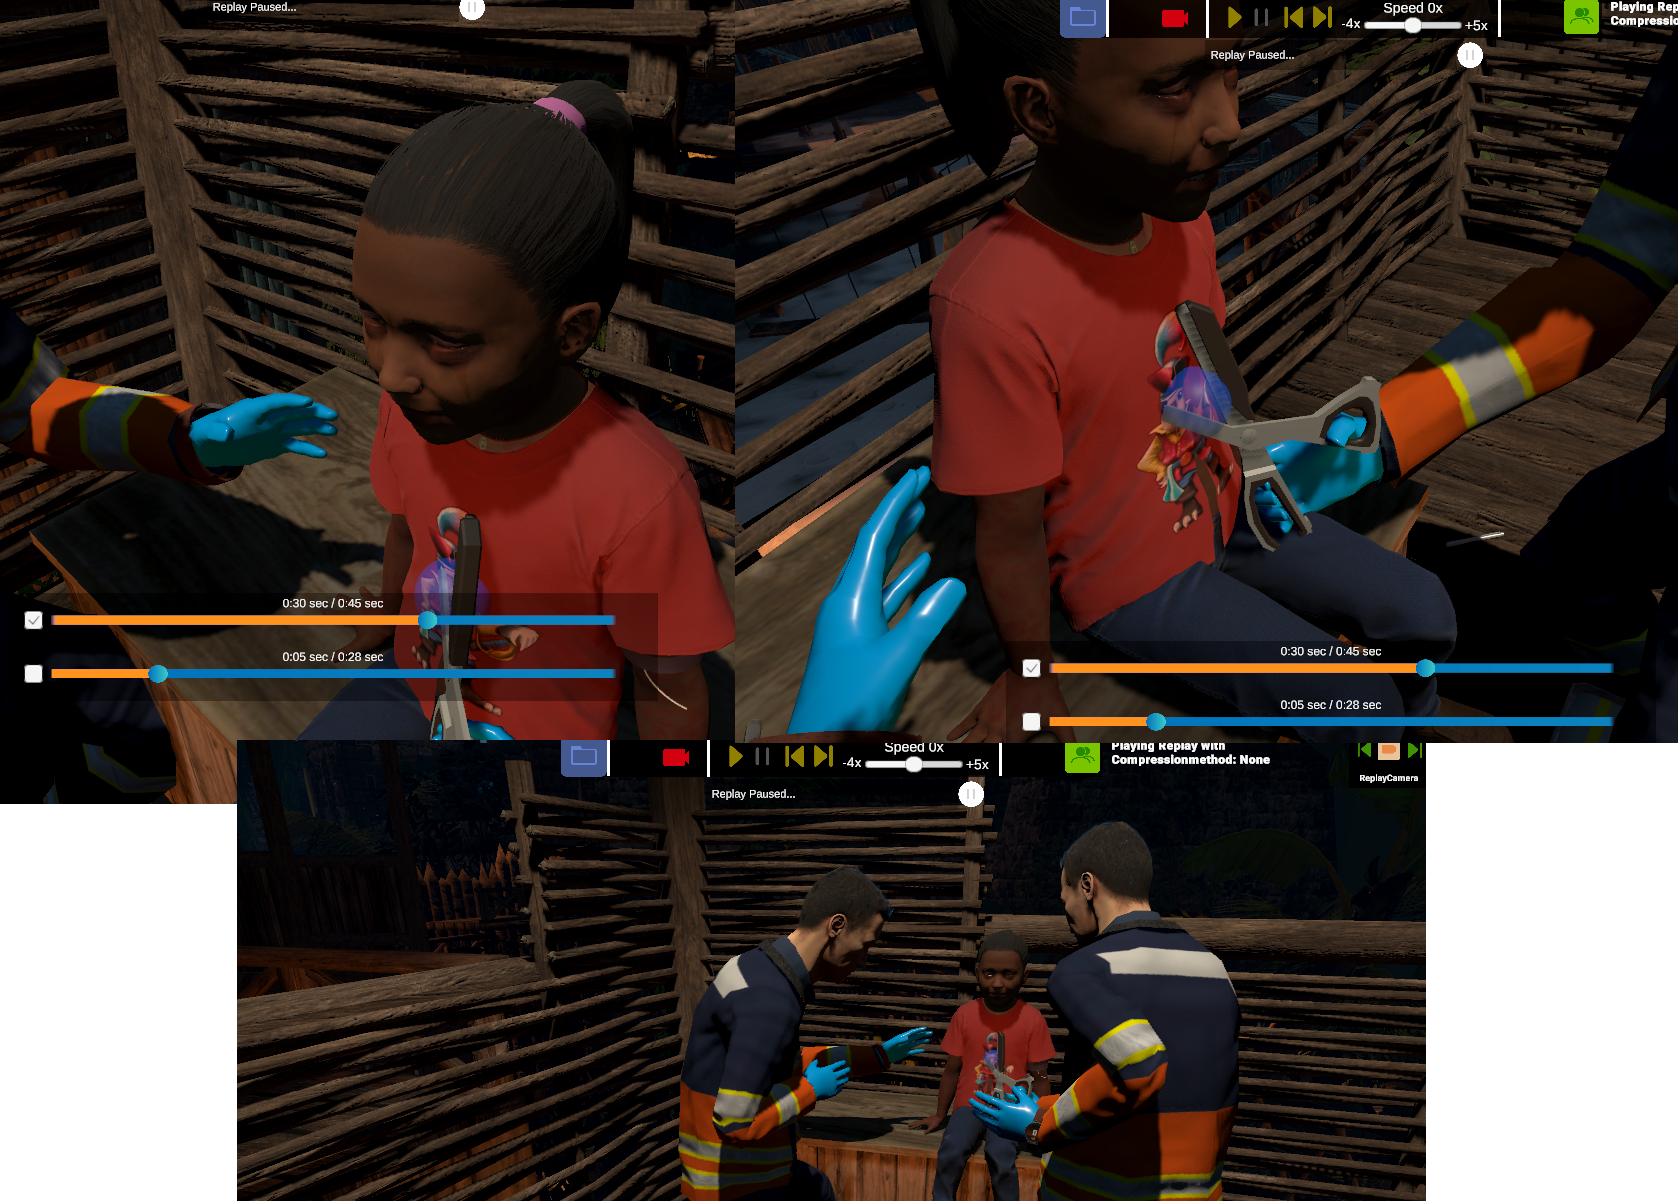 Replay Paused...
0:30 sec / 0:45 sec
0:05 sec / 0:28 sec
Speed 0x
-4x
+5x
Playing Rep
Compressio
Replay Paused...
0:30 sec / 0:45 sec
0:05 sec / 0:28 sec
Speed 0x
-4x
+5x
Playing Replay with
Compressionmethod: None
ReplayCamera
Replay Paused...